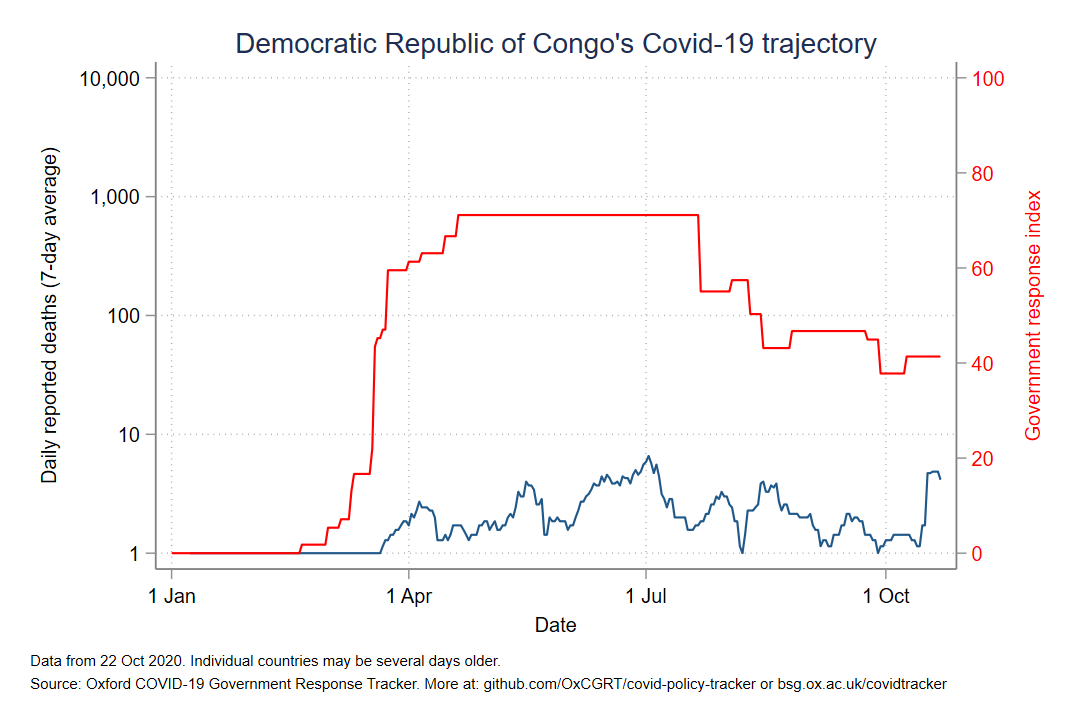 Democratic Republic of Congo's Covid-19 trajectory
10,000
1,000
100
10
1
Daily reported deaths (7-day average)
100
80
60
40
20
0
Government response index
1 Jan
1 Apr
1 Jul
1 Oct
Date
Data from 22 Oct 2020. Individual countries may be several days older.
Source: Oxford COVID-19 Government Response Tracker. More at: github.com/OxCGRT/covid-policy-tracker or bsg.ox.ac.uk/covidtracker